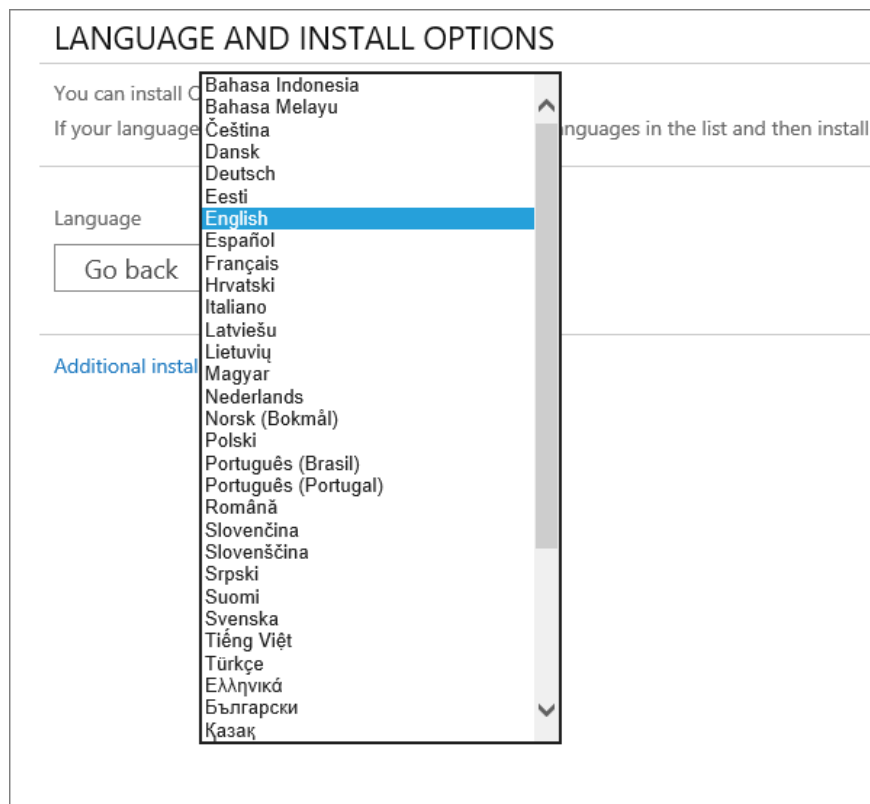 LANGUAGE AND INSTALL OPTIONS
You can install
If your language
nguages in the list and then install
Language
Go back
Additional instal
Bahasa Indonesia
Bahasa Melayu
Čeština
Dansk
Deutsch
Eesti
English
Español
Français
Hrvatski
Italiano
Latviešu
Lietuvių
Magyar
Nederlands
Norsk (Bokmål)
Polski
Português (Brasil)
Português (Portugal)
Română
Slovenčina
Slovenščina
Srpski
Suomi
Svenska
Tiếng Việt
Türkçe
Ελληνικά
Български
Қазақ